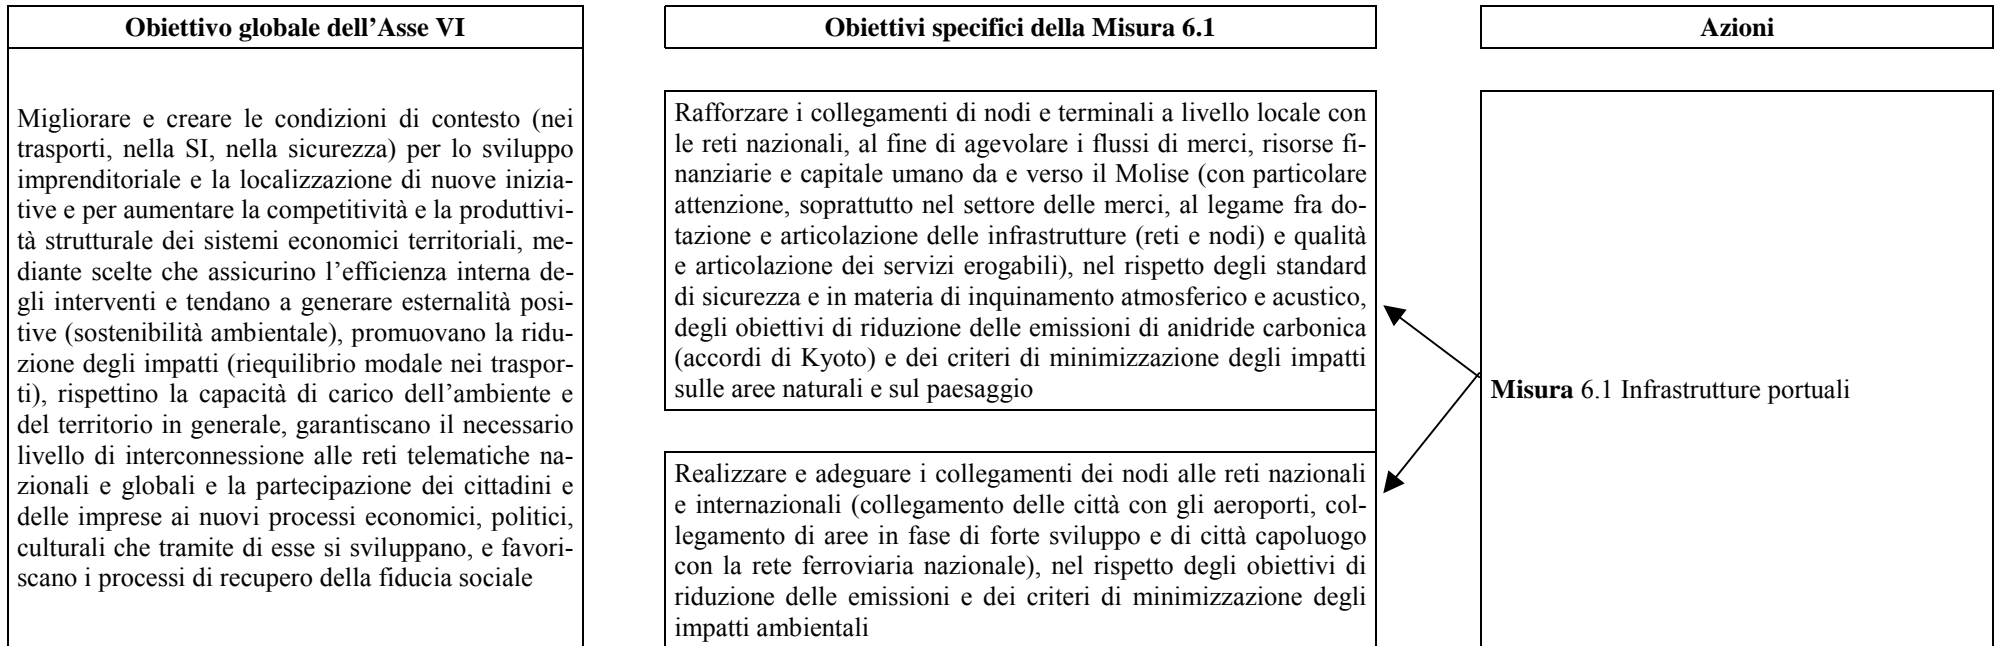 Obiettivo globale dell’Asse VI
Migliorare e creare le condizioni di contesto (nei
trasporti, nella SI, nella sicurezza) per lo sviluppo
imprenditoriale e la localizzazione di nuove inizia-
tive e per aumentare la competitività e la produttivi-
tà strutturale dei sistemi economici territoriali, me-
diante scelte che assicurino l’efficienza interna de-
gli interventi e tendano a generare esternalità posi-
tive (sostenibilità ambientale), promuovano la ridu-
zione degli impatti (riequilibrio modale nei traspor-
ti), rispettino la capacità di carico dell’ambiente e
del territorio in generale, garantiscano il necessario
livello di interconnessione alle reti telematiche na-
zionali e globali e la partecipazione dei cittadini e
delle imprese ai nuovi processi economici, politici,
culturali che tramite di esse si sviluppano, e favori-
scano i processi di recupero della fiducia sociale
Obiettivi specifici della Misura 6.1
Rafforzare i collegamenti di nodi e terminali a livello locale con
le reti nazionali, al fine di agevolare i flussi di merci, risorse fi-
nanziarie e capitale umano da e verso il Molise (con particolare
attenzione, soprattutto nel settore delle merci, al legame fra do-
tazione e articolazione delle infrastrutture (reti e nodi) e qualità
e articolazione dei servizi erogabili), nel rispetto degli standard
di sicurezza e in materia di inquinamento atmosferico e acustico,
degli obiettivi di riduzione delle emissioni di anidride carbonica
(accordi di Kyoto) e dei criteri di minimizzazione degli impatti
sulle aree naturali e sul paesaggio
Realizzare e adeguare i collegamenti dei nodi alle reti nazionali
e internazionali (collegamento delle città con gli aeroporti, col-
legamento di aree in fase di forte sviluppo e di città capoluogo
con la rete ferroviaria nazionale), nel rispetto degli obiettivi di
riduzione delle emissioni e dei criteri di minimizzazione degli
impatti ambientali
Azioni
Misura 6.1 Infrastrutture portuali